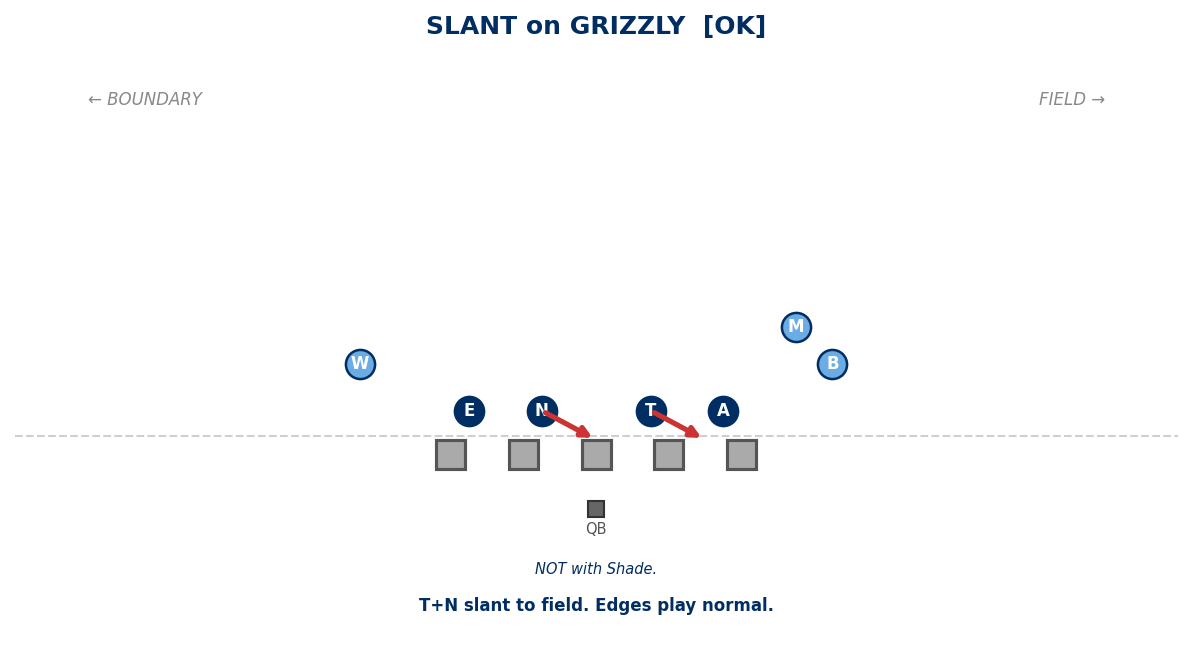 SLANT on GRIZZLY [OK]
← BOUNDARY
FIELD →
M
W
B
E
N
T
A
QB
NOT with Shade.
T+N slant to field. Edges play normal.